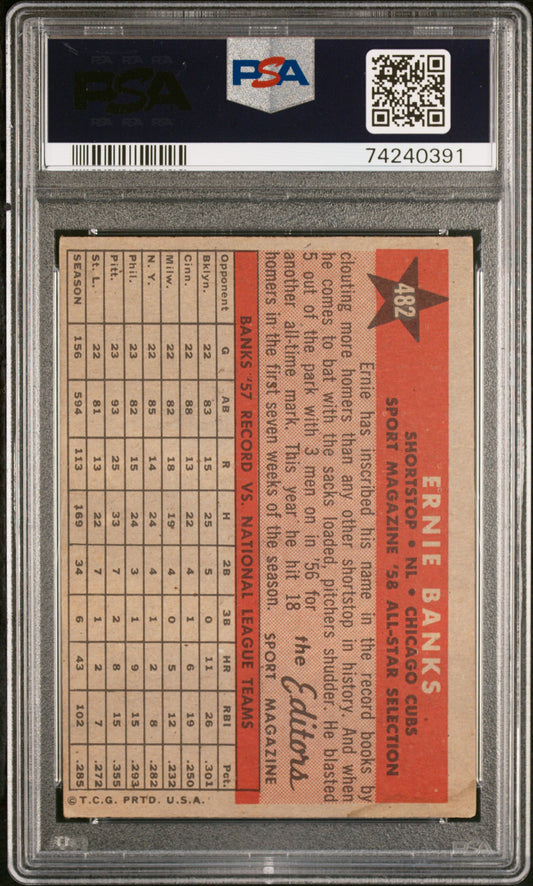 PSA
PSA
74240391
482
ERNIE BANKS
SHORTSTOP • NL • CHICAGO CUBS
SPORT MAGAZINE '58 ALL-STAR SELECTION
Ernie has inscribed his name in the record books by
clouting more homers than any other shortstop in history. And when
he comes to bat with the sacks loaded, pitchers shudder. He blasted
5 out of the park with 3 men on in '56 for
another all-time mark. This year he hit 18
homers in the first seven weeks of the season.
the Editors
SPORT MAGAZINE
BANKS '57 RECORD VS. NATIONAL LEAGUE TEAMS
Opponent G AB R H 2B 3B HR RBI Pct.
Bklyn. 22 83 15 25 5 0 11 26 .301
Cinn. 22 88 13 22 4 1 6 19 .250
Milw. 22 82 18 19 4 0 5 12 .232
N. Y. 22 85 14 24 4 1 2 8 .282
Phil. 23 82 15 24 3 1 9 15 .293
Pitt. 23 93 25 33 7 2 8 15 .355
St. L. 22 81 13 22 7 1 2 7 .272
SEASON 156 594 113 169 34 6 43 102 .285
© T.C.G. PRTD. U.S.A.
PSA